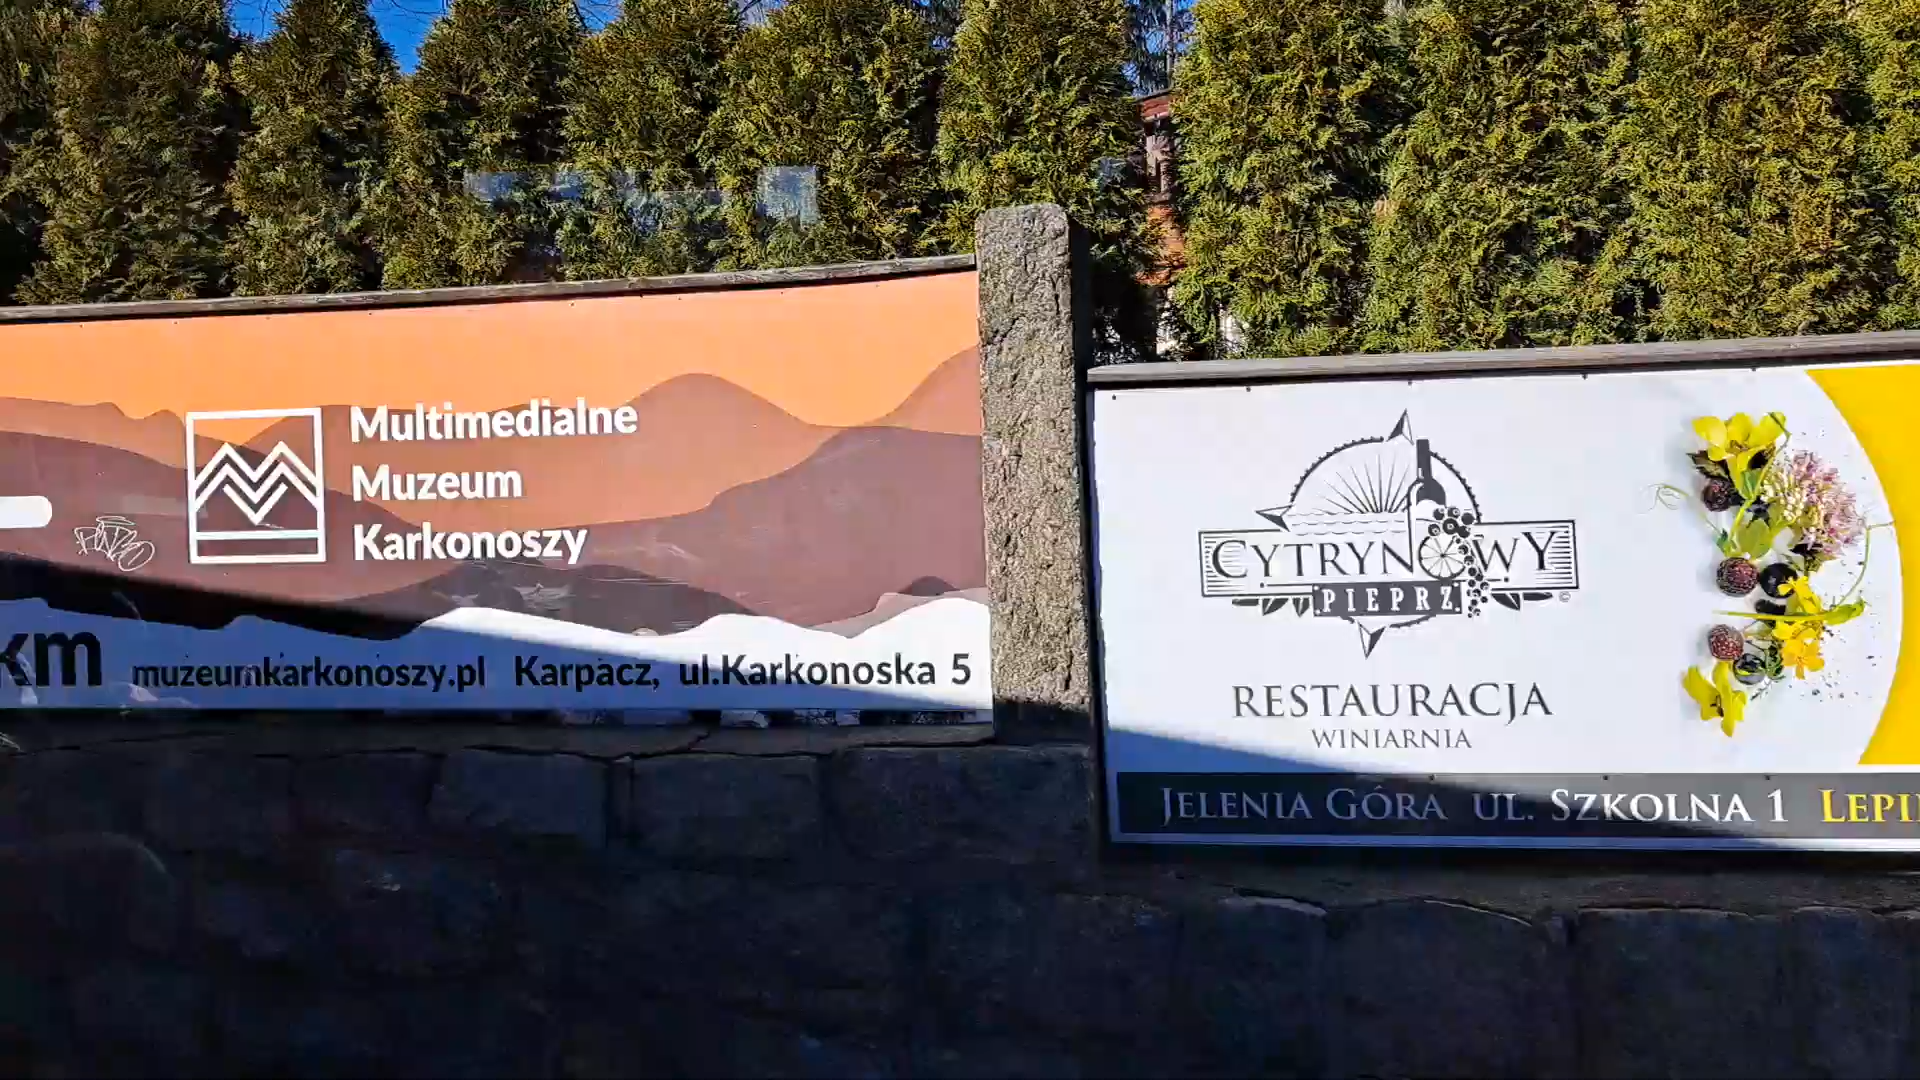 Multimedialne
Muzeum
Karkonoszy
km muzeumkarkonoszy.pl Karpacz, ul.Karkonoska 5
CYTRYNOWY
PIEPRZ
RESTAURACJA
WINIARNIA
JELENIA GÓRA UL. SZKOLNA 1